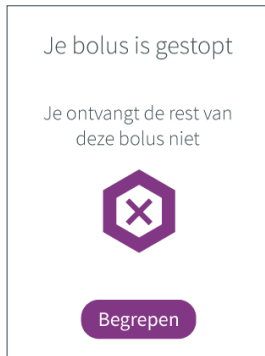 Je bolus is gestopt
Je ontvangt de rest van
deze bolus niet
Begrepen